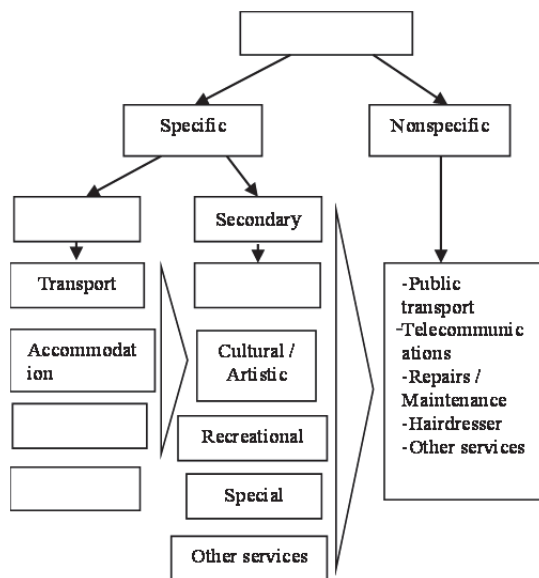 Specific
Nonspecific
Secondary
Transport
Accommodat
ion
Cultural /
Artistic
Recreational
Special
Other services
-Public
transport
-Telecommunic
ations
-Repairs /
Maintenance
-Hairdresser
-Other services